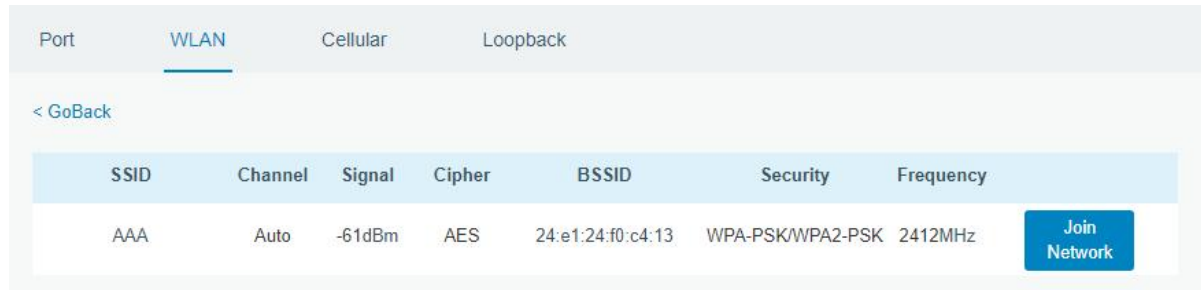 Port WLAN Cellular Loopback
< GoBack
SSID Channel Signal Cipher BSSID Security Frequency
AAA Auto -61dBm AES 24:e1:24:f0:c4:13 WPA-PSK/WPA2-PSK 2412MHz Join
Network